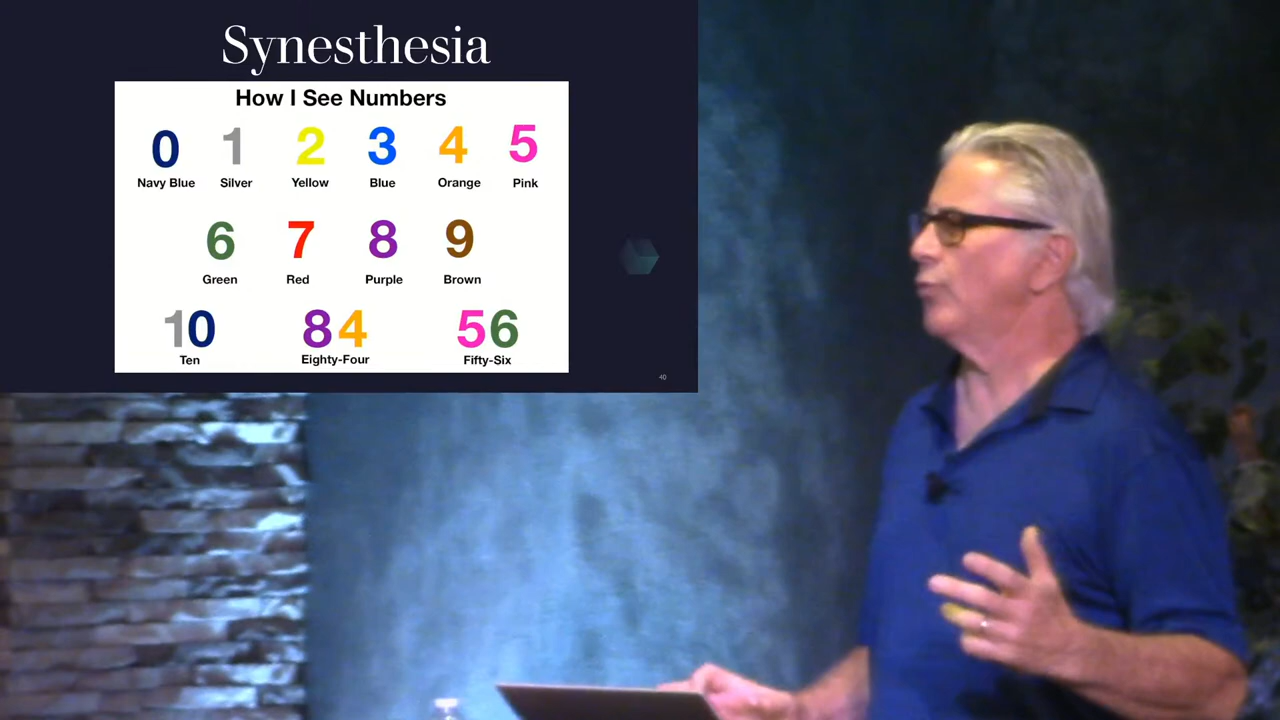 Synesthesia
How I See Numbers
0 1 2 3 4 5
Navy Blue Silver Yellow Blue Orange Pink
6 7 8 9
Green Red Purple Brown
10 84 56
Ten Eighty-Four Fifty-Six
40